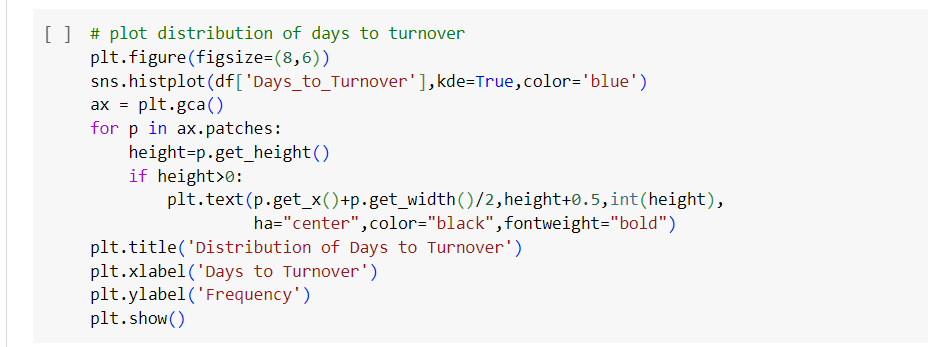 [ ] # plot distribution of days to turnover
plt.figure(figsize=(8,6))
sns.histplot(df['Days_to_Turnover'],kde=True,color='blue')
ax = plt.gca()
for p in ax.patches:
    height=p.get_height()
    if height>0:
        plt.text(p.get_x()+p.get_width()/2,height+0.5,int(height),
                 ha="center",color="black",fontweight="bold")
plt.title('Distribution of Days to Turnover')
plt.xlabel('Days to Turnover')
plt.ylabel('Frequency')
plt.show()